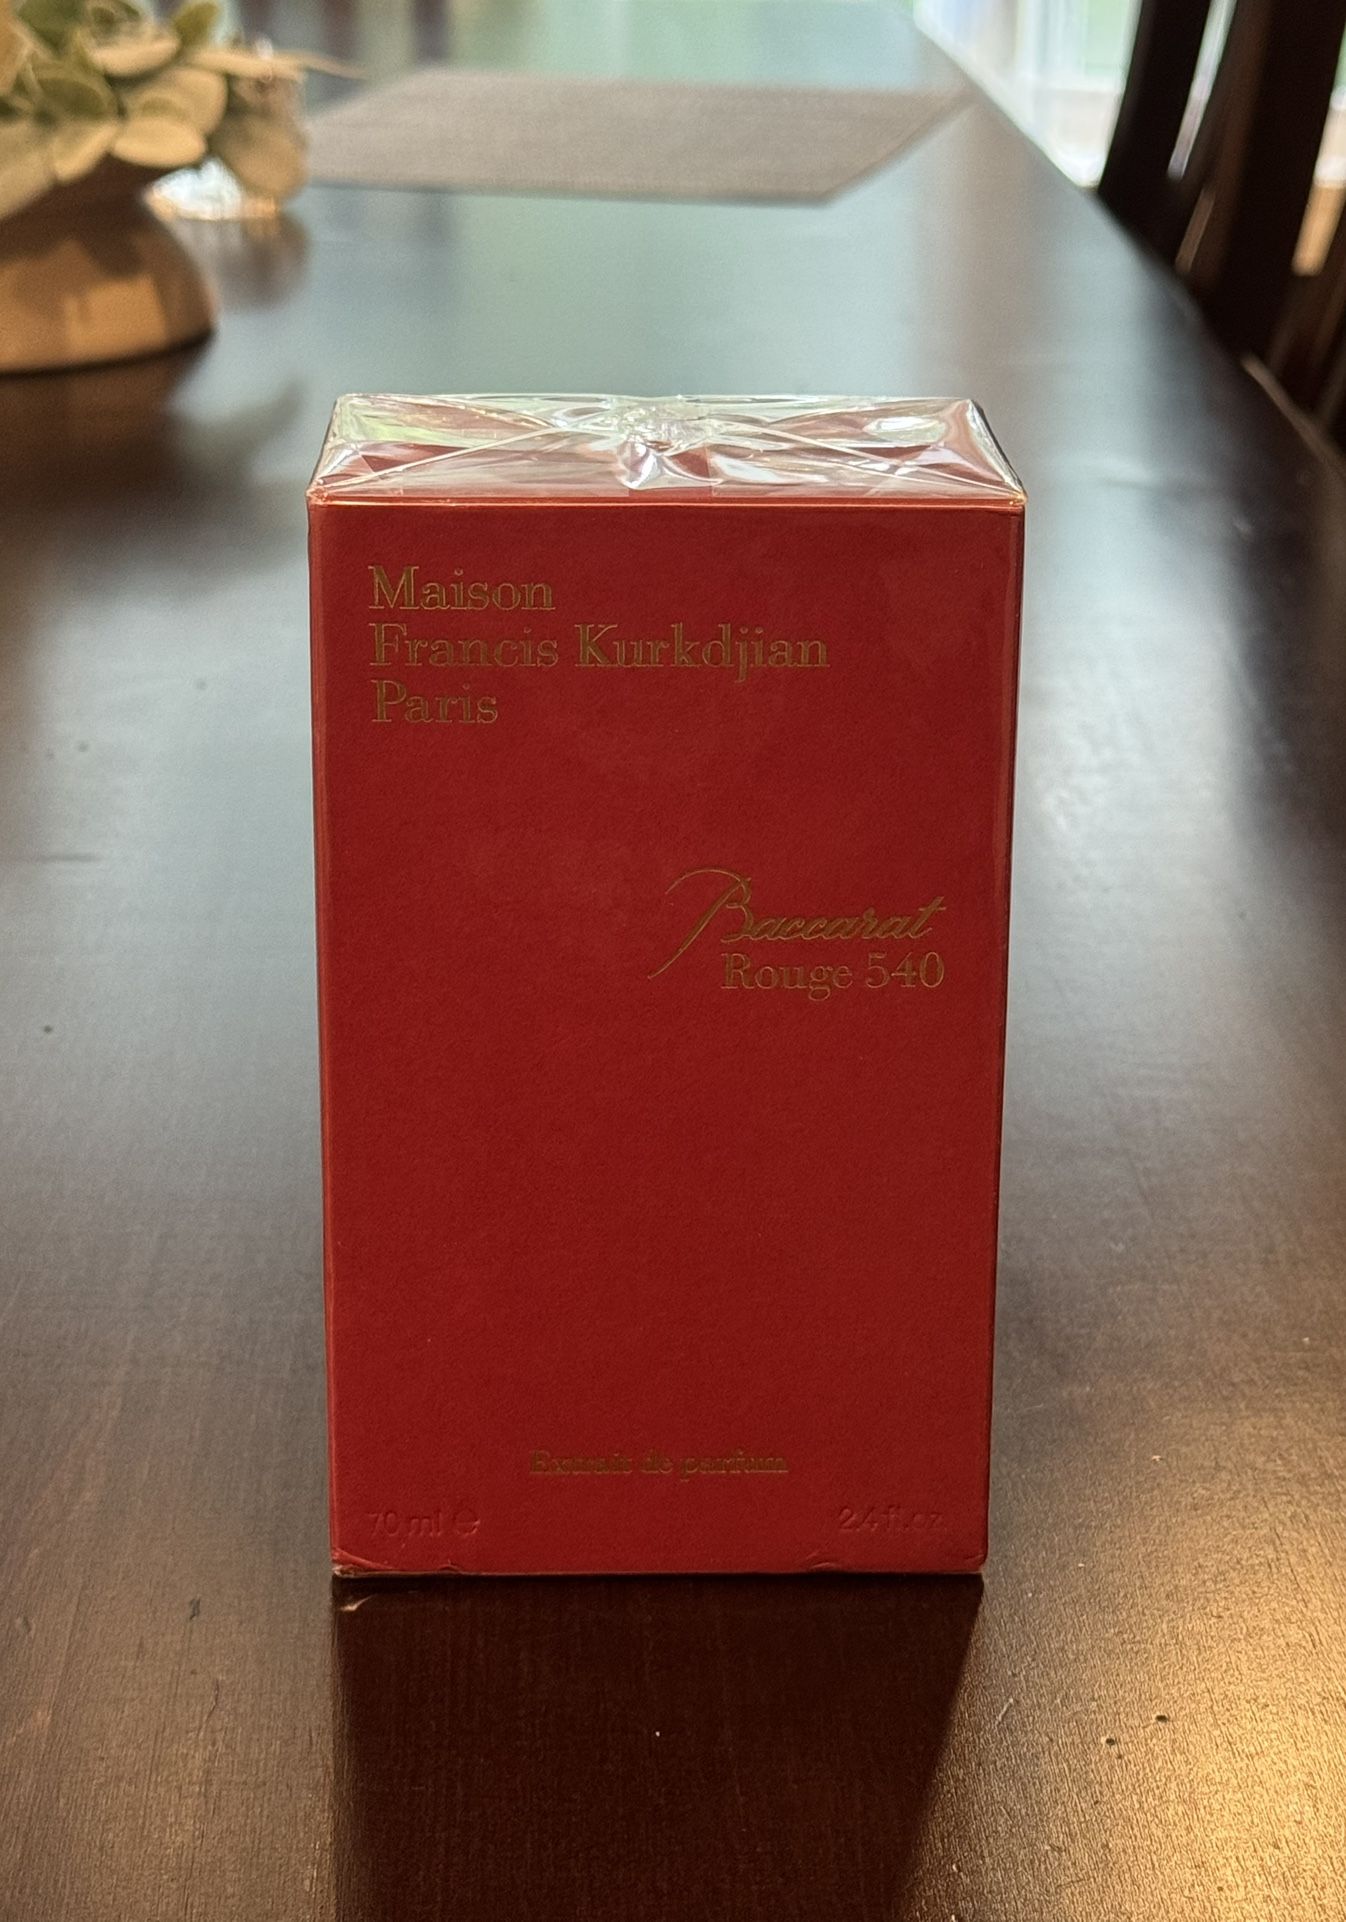 Maison
Francis Kurkdjian
Paris
Baccarat
Rouge 540
Extrait de parfum
70 ml ℮ 2.4 fl.oz